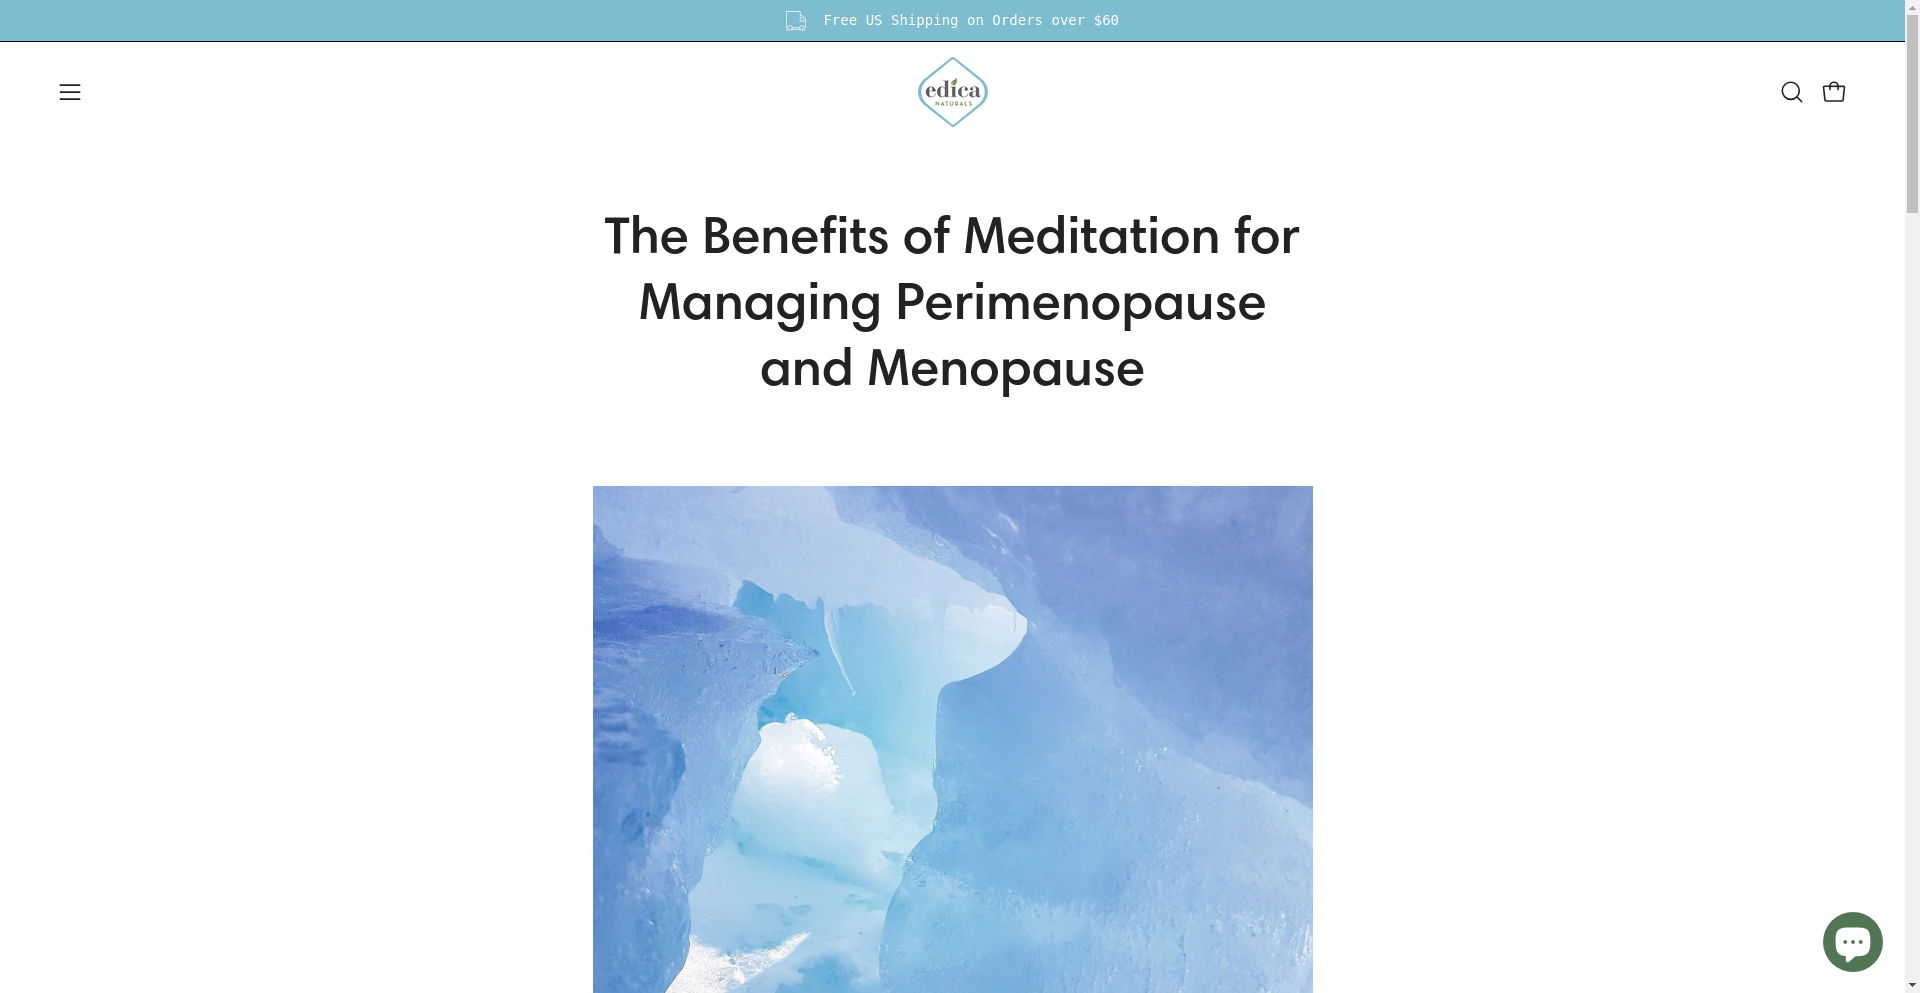 Free US Shipping on Orders over $60
edica
NATURALS
The Benefits of Meditation for
Managing Perimenopause
and Menopause